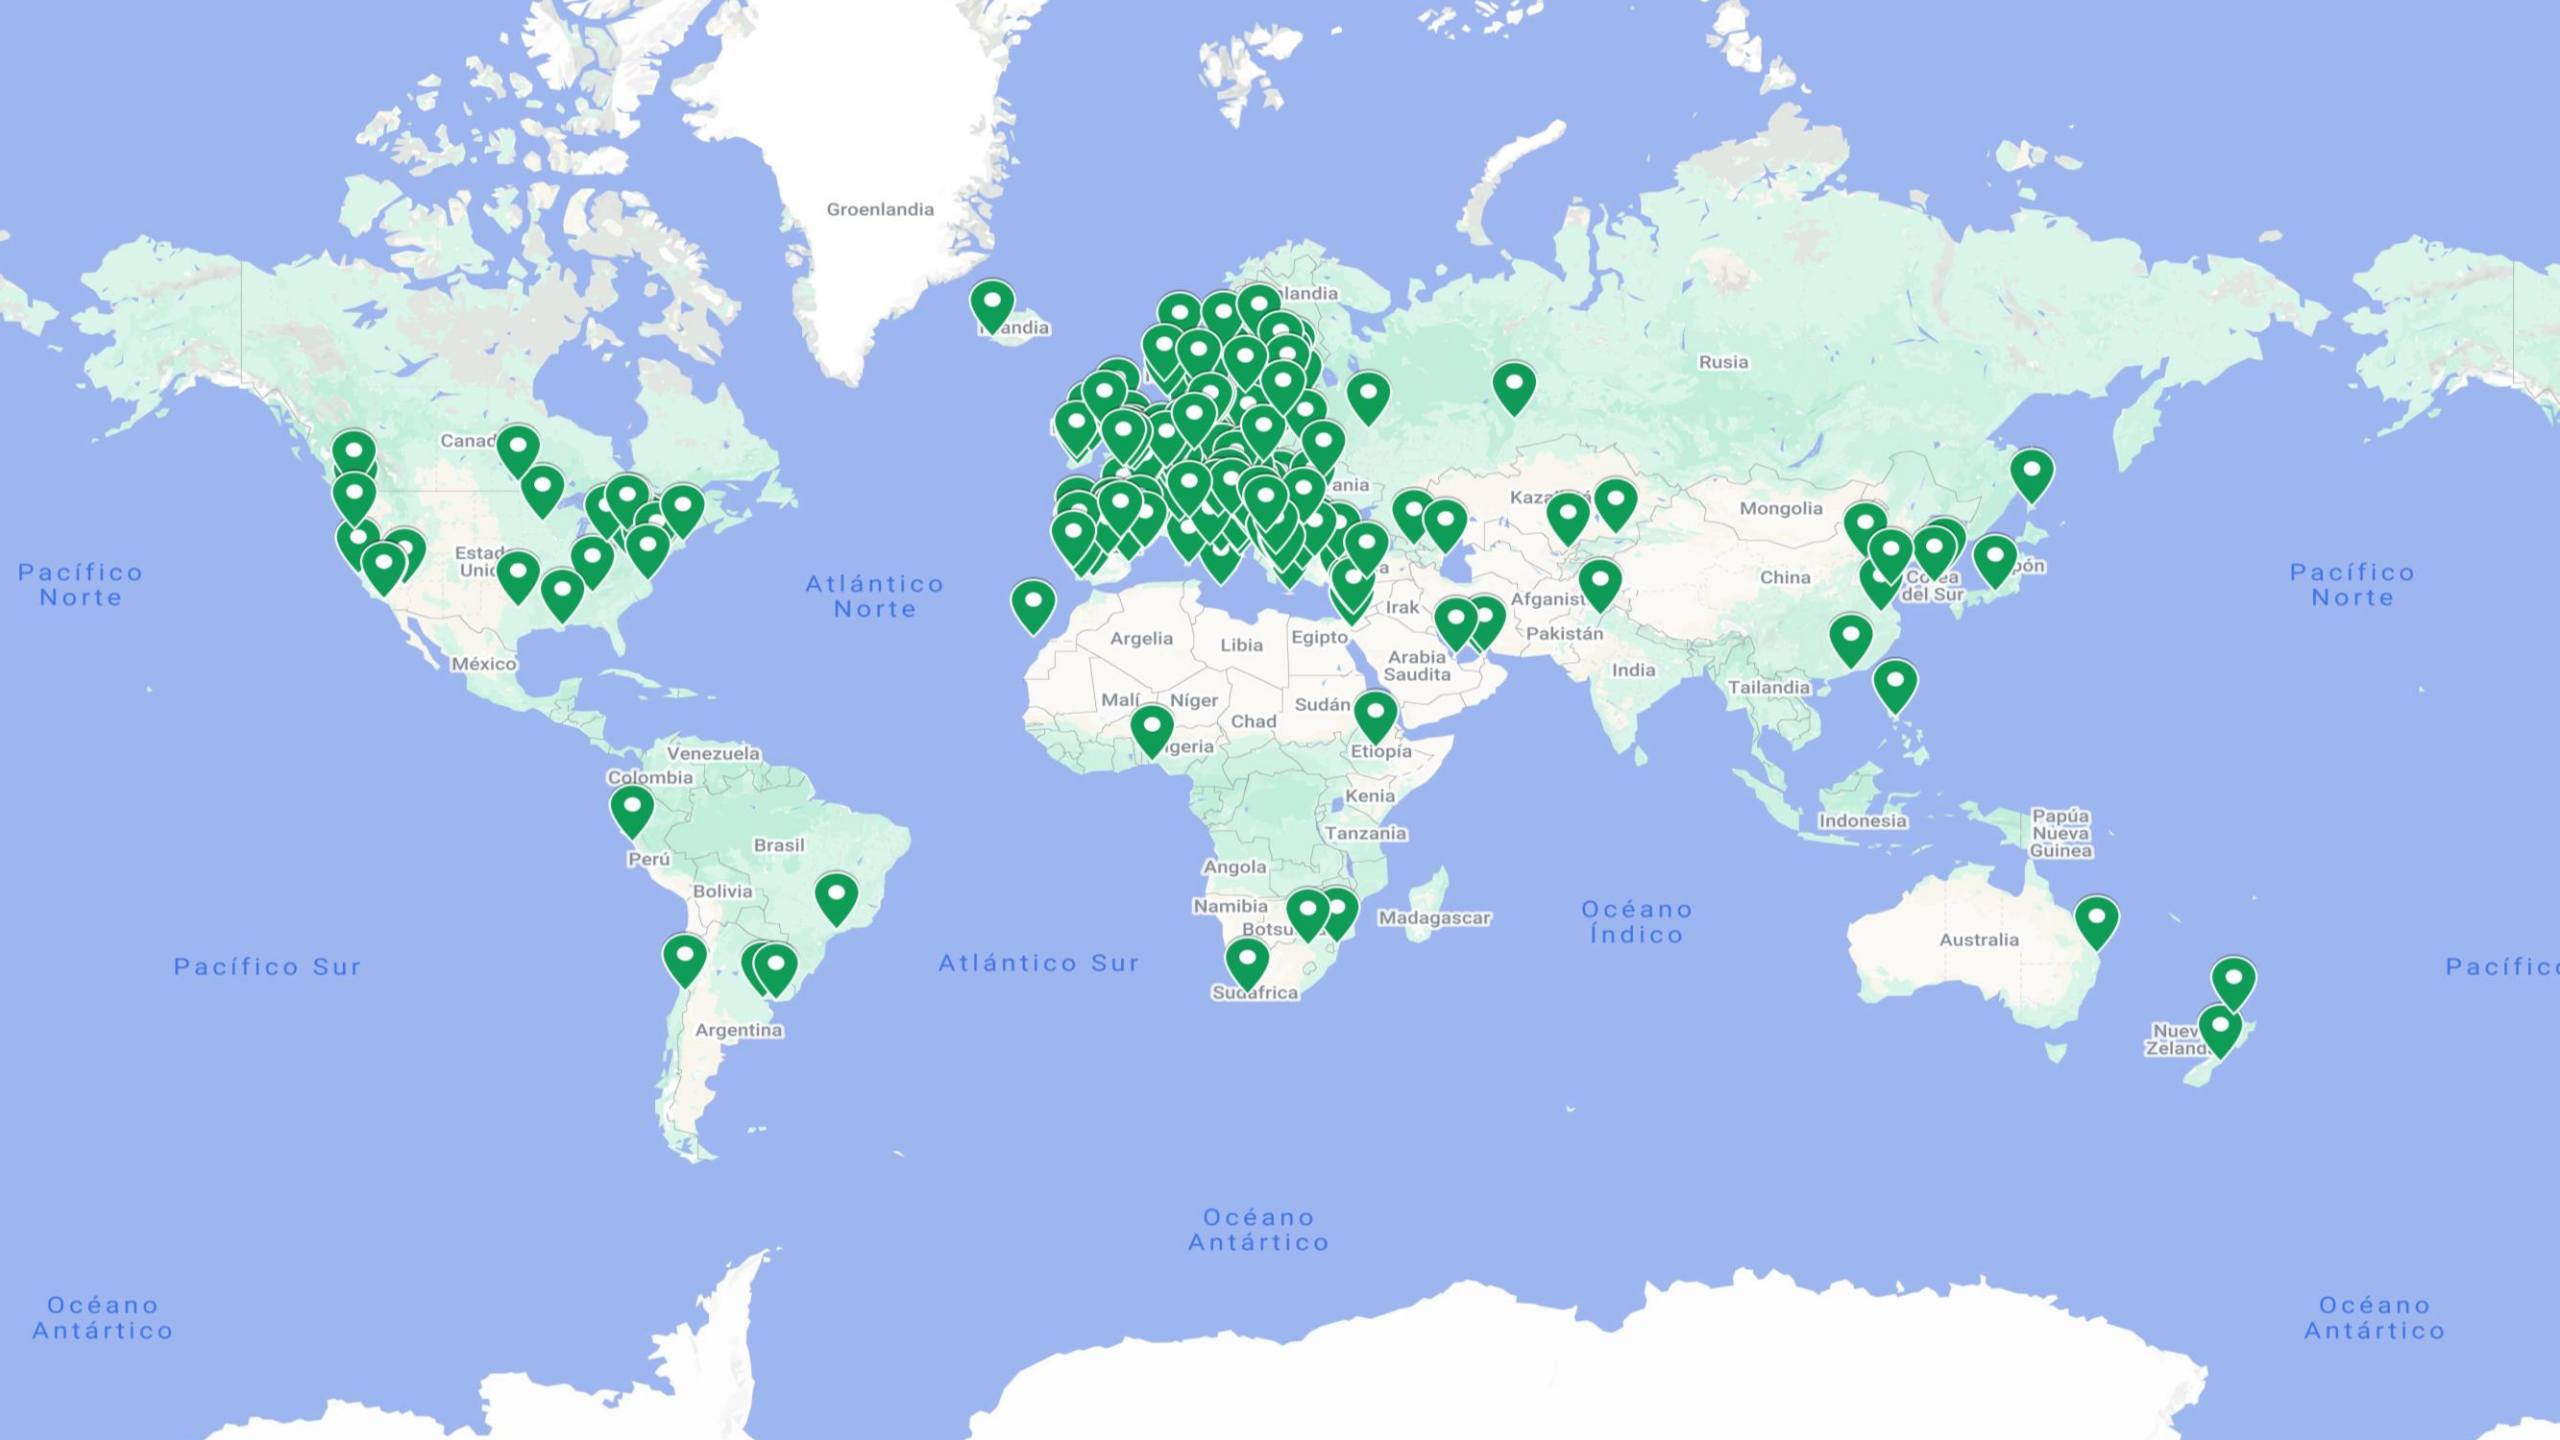 Groenlandia
Rusia
Canad
Mongolia
Pacífico
Norte
Atlántico
Norte
Estad
China
Corea
del Sur
Pacífico
Norte
Irak
Argelia
Libia
Egipto
Pakistán
Arabia
Saudita
India
México
Tailandia
Malí
Níger
Sudán
Chad
Venezuela
Etiopía
Colombia
Kenia
Indonesia
Papúa
Nueva
Guinea
Tanzania
Brasil
Perú
Angola
Bolivia
Namibia
Madagascar
Océano
Índico
Australia
Pacífico Sur
Atlántico Sur
Pacífico
Sudáfrica
Argentina
Océano
Antártico
Océano
Antártico
Océano
Antártico